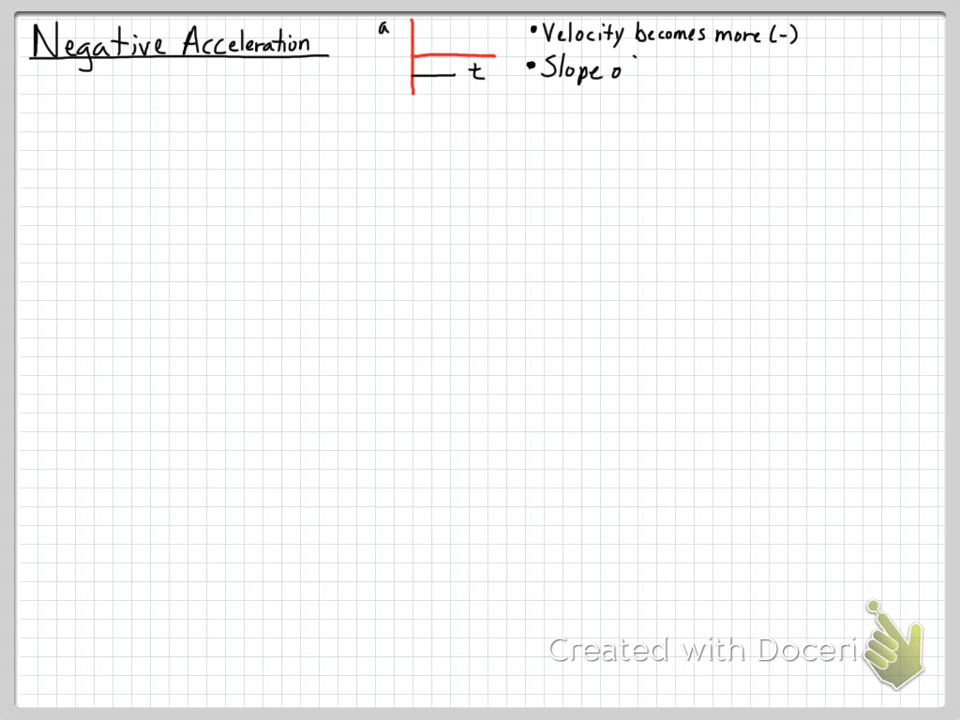 Negative Acceleration
a
t
• Velocity becomes more (-)
• Slope o
Created with Doceri